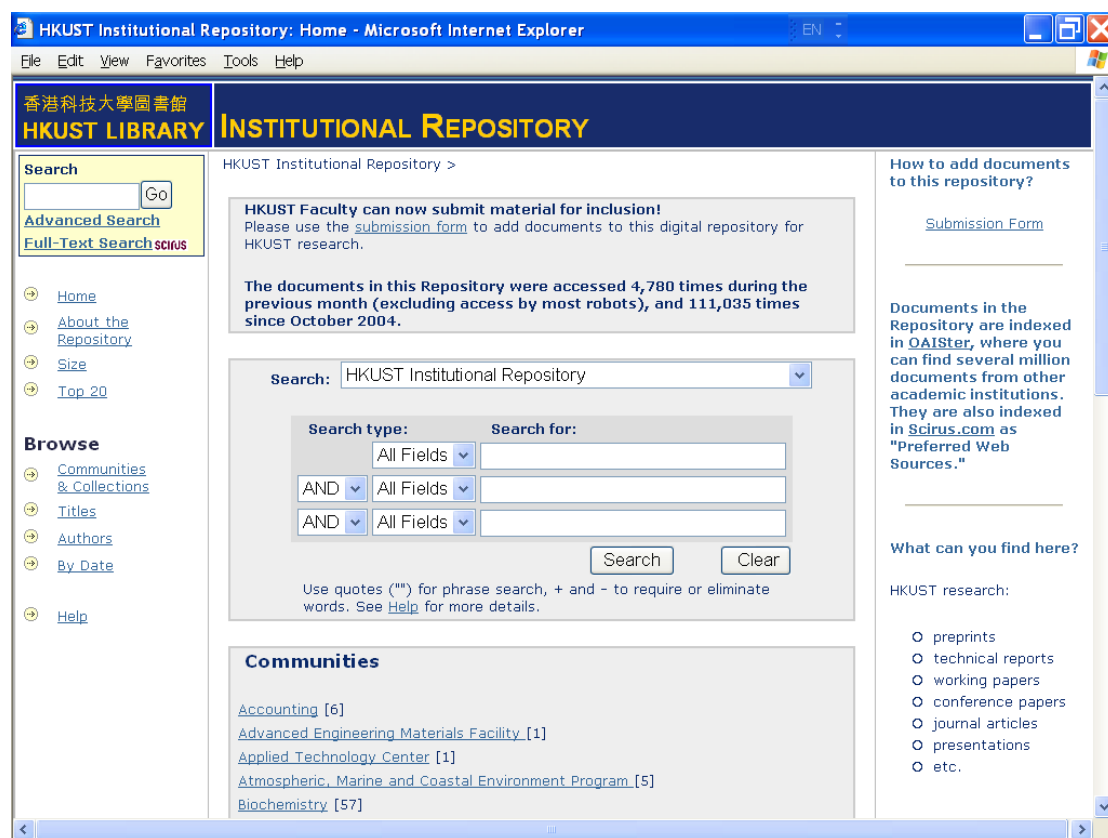 HKUST Institutional Repository: Home - Microsoft Internet Explorer
EN
File Edit View Favorites Tools Help
香港科技大學圖書館
HKUST LIBRARY
INSTITUTIONAL REPOSITORY
Search
Go
Advanced Search
Full-Text Search SCIRUS
Home
About the
Repository
Size
Top 20
Browse
Communities
& Collections
Titles
Authors
By Date
Help
HKUST Institutional Repository >
HKUST Faculty can now submit material for inclusion!
Please use the submission form to add documents to this digital repository for
HKUST research.
The documents in this Repository were accessed 4,780 times during the
previous month (excluding access by most robots), and 111,035 times
since October 2004.
Search: HKUST Institutional Repository
Search type: Search for:
All Fields
AND All Fields
AND All Fields
Search Clear
Use quotes ("") for phrase search, + and - to require or eliminate
words. See Help for more details.
Communities
Accounting [6]
Advanced Engineering Materials Facility [1]
Applied Technology Center [1]
Atmospheric, Marine and Coastal Environment Program [5]
Biochemistry [57]
How to add documents
to this repository?
Submission Form
Documents in the
Repository are indexed
in OAISter, where you
can find several million
documents from other
academic institutions.
They are also indexed
in Scirus.com as
"Preferred Web
Sources."
What can you find here?
HKUST research:
preprints
technical reports
working papers
conference papers
journal articles
presentations
etc.